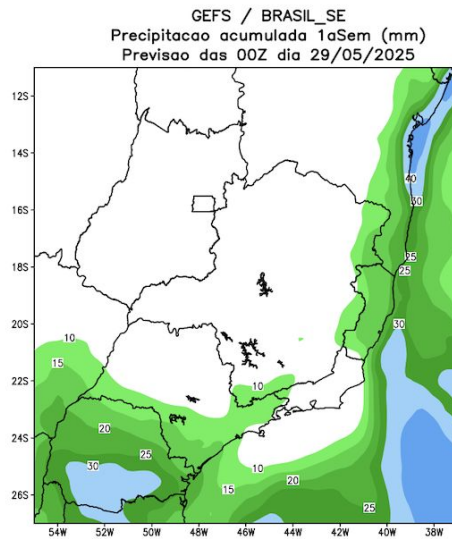 GEFS / BRASIL_SE
Precipitacao acumulada 1aSem (mm)
Previsao das 00Z dia 29/05/2025
12S
14S
40
16S
30
25
18S
25
20S
30
10
15
22S
10
20
24S
25
30
10
20
15
26S
25
54W 52W 50W 48W 46W 44W 42W 40W 38W